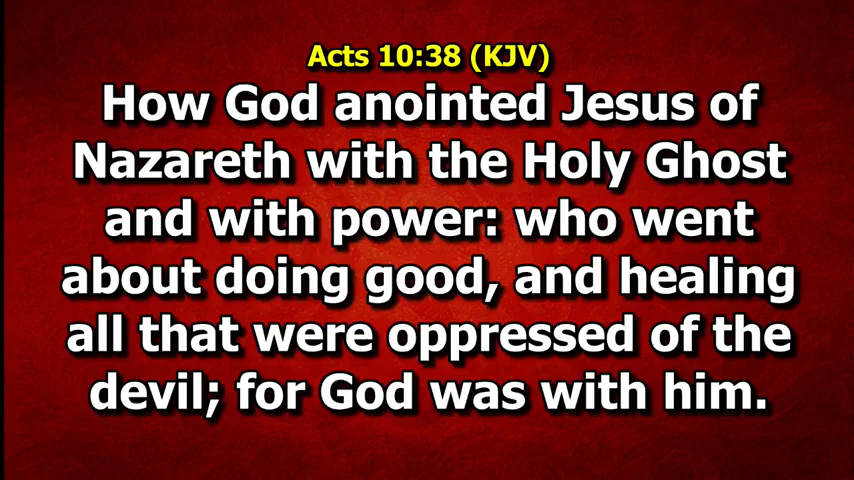 Acts 10:38 (KJV)
How God anointed Jesus of
Nazareth with the Holy Ghost
and with power: who went
about doing good, and healing
all that were oppressed of the
devil; for God was with him.